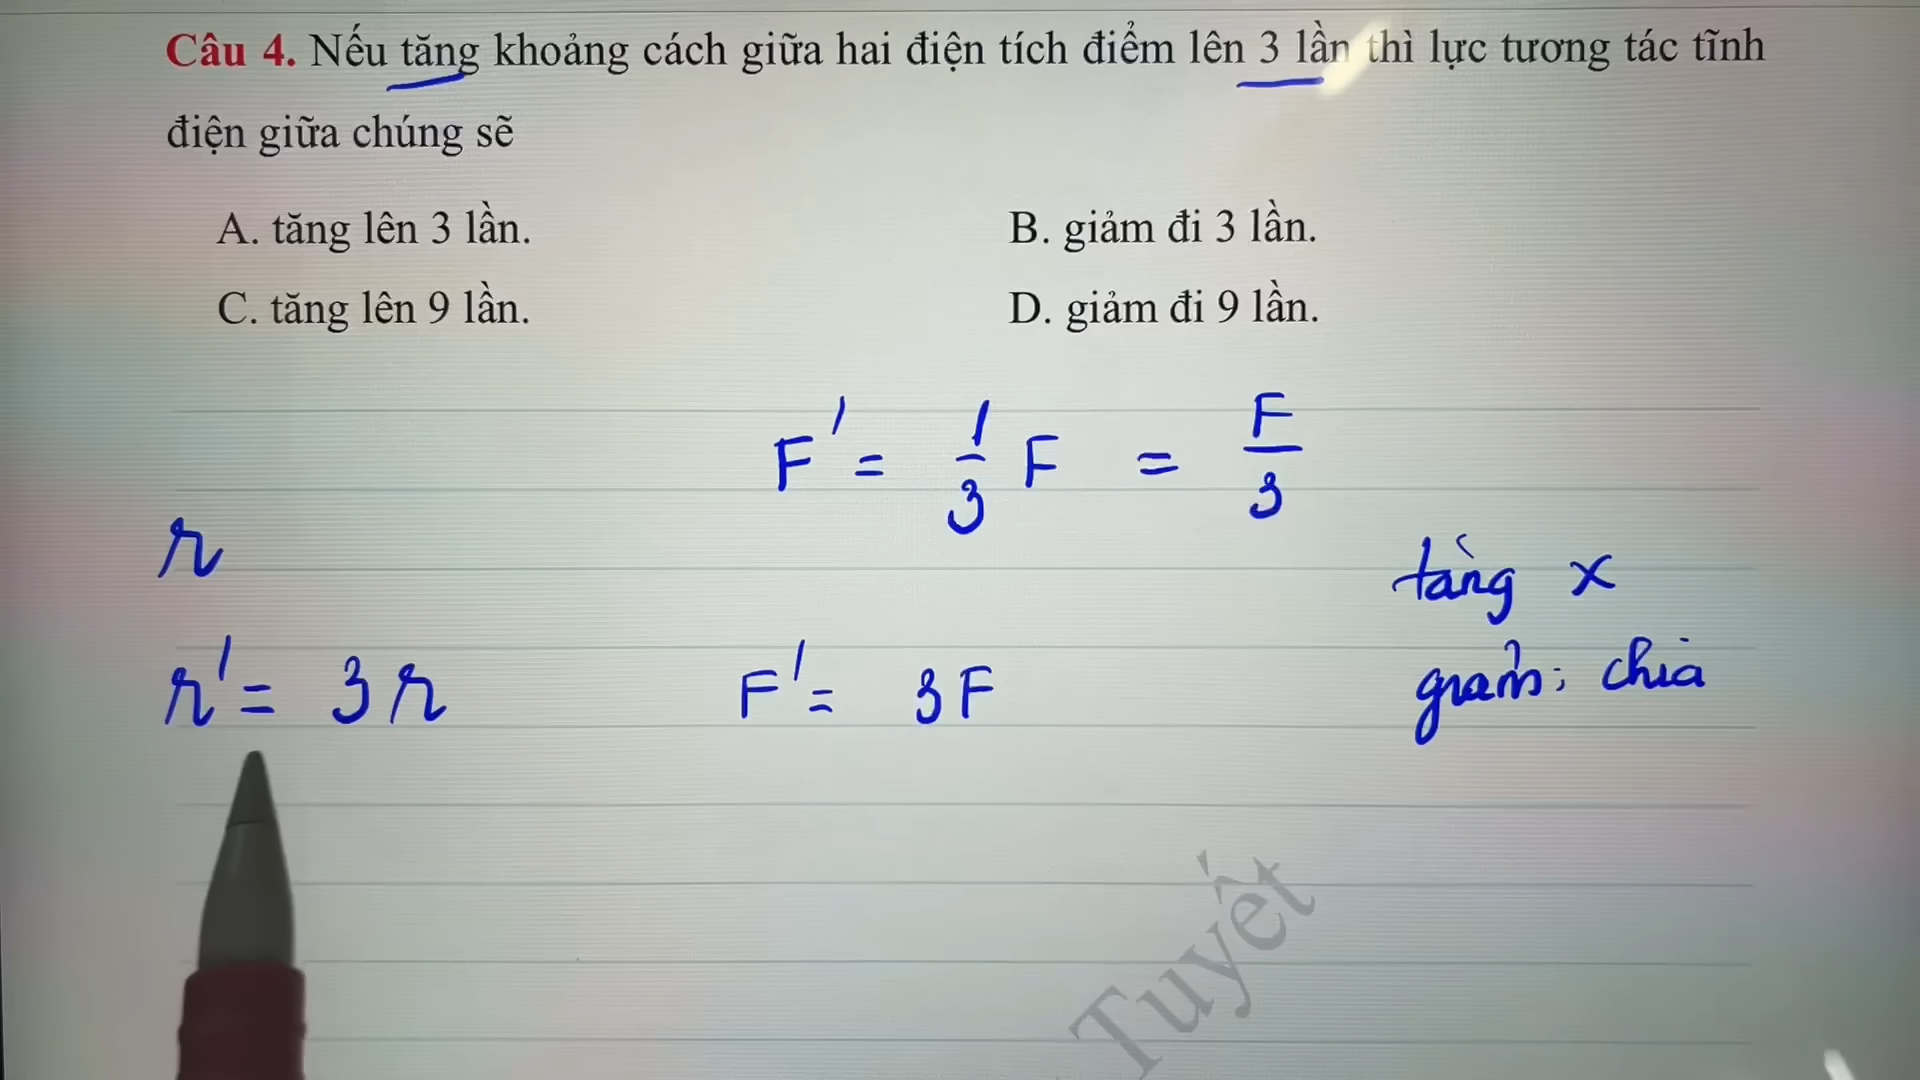 Câu 4. Nếu tăng khoảng cách giữa hai điện tích điểm lên 3 lần thì lực tương tác tĩnh
điện giữa chúng sẽ
A. tăng lên 3 lần. B. giảm đi 3 lần.
C. tăng lên 9 lần. D. giảm đi 9 lần.
F' = 1/3 F = F/3
r
tăng x
r' = 3r F' = 3F giảm: chia
Tuyết